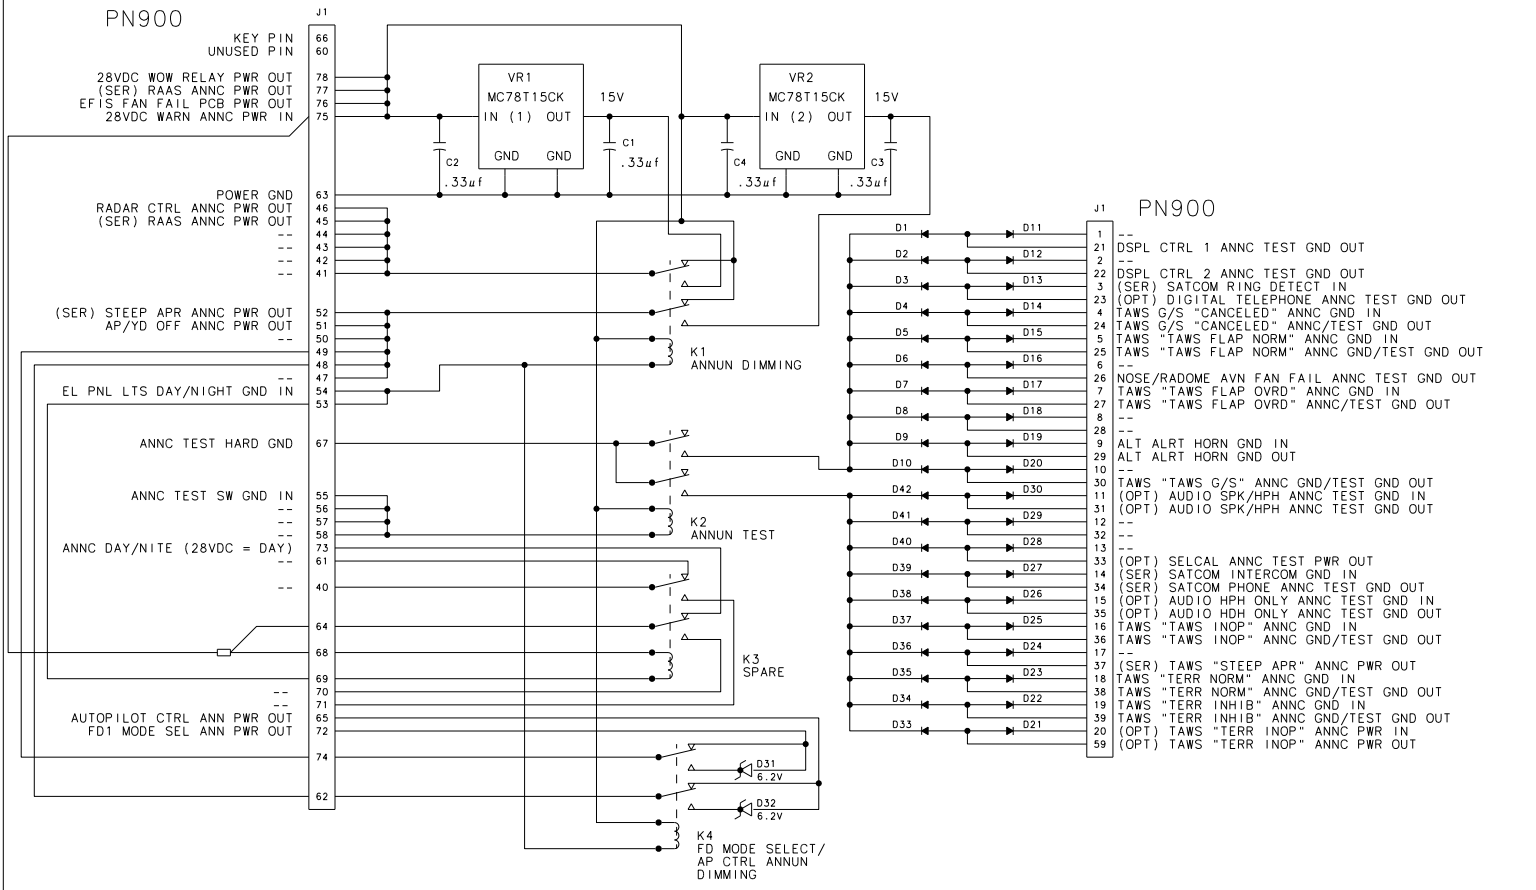 PN900
J1
KEY PIN 66
UNUSED PIN 60
28VDC WOW RELAY PWR OUT 78
(SER) RAAS ANNC PWR OUT 77
EFIS FAN FAIL PCB PWR OUT 76
28VDC WARN ANNC PWR IN 75
POWER GND 63
RADAR CTRL ANNC PWR OUT 46
(SER) RAAS ANNC PWR OUT 45
-- 44
-- 43
-- 42
-- 41
(SER) STEEP APR ANNC PWR OUT 52
AP/YD OFF ANNC PWR OUT 51
-- 50
49
48
-- 47
EL PNL LTS DAY/NIGHT GND IN 54
53
ANNC TEST HARD GND 67
ANNC TEST SW GND IN 55
-- 56
-- 57
-- 58
ANNC DAY/NITE (28VDC = DAY) 73
-- 61
-- 40
64
68
69
-- 70
-- 71
AUTOPILOT CTRL ANN PWR OUT 65
FD1 MODE SEL ANN PWR OUT 72
74
62
VR1
MC78T15CK
IN (1) OUT
GND GND
15V
C2
.33uf
C1
.33uf
VR2
MC78T15CK
IN (2) OUT
GND GND
15V
C4
.33uf
C3
.33uf
K1
ANNUN DIMMING
K2
ANNUN TEST
K3
SPARE
D31
6.2V
D32
6.2V
K4
FD MODE SELECT/
AP CTRL ANNUN
DIMMING
D1 D11
D2 D12
D3 D13
D4 D14
D5 D15
D6 D16
D7 D17
D8 D18
D9 D19
D10 D20
D42 D30
D41 D29
D40 D28
D39 D27
D38 D26
D37 D25
D36 D24
D35 D23
D34 D22
D33 D21
J1
PN900
1 --
21 DSPL CTRL 1 ANNC TEST GND OUT
2 --
22 DSPL CTRL 2 ANNC TEST GND OUT
3 (SER) SATCOM RING DETECT IN
23 (OPT) DIGITAL TELEPHONE ANNC TEST GND OUT
4 TAWS G/S "CANCELED" ANNC GND IN
24 TAWS G/S "CANCELED" ANNC/TEST GND OUT
5 TAWS "TAWS FLAP NORM" ANNC GND IN
25 TAWS "TAWS FLAP NORM" ANNC GND/TEST GND OUT
6 --
26 NOSE/RADOME AVN FAN FAIL ANNC TEST GND OUT
7 TAWS "TAWS FLAP OVRD" ANNC GND IN
27 TAWS "TAWS FLAP OVRD" ANNC/TEST GND OUT
8 --
28 --
9 ALT ALRT HORN GND IN
29 ALT ALRT HORN GND OUT
10 --
30 TAWS "TAWS G/S" ANNC GND/TEST GND OUT
11 (OPT) AUDIO SPK/HPH ANNC TEST GND IN
31 (OPT) AUDIO SPK/HPH ANNC TEST GND OUT
12 --
32 --
13 --
33 (OPT) SELCAL ANNC TEST PWR OUT
14 (SER) SATCOM INTERCOM GND IN
34 (SER) SATCOM PHONE ANNC TEST GND OUT
15 (OPT) AUDIO HPH ONLY ANNC TEST GND IN
35 (OPT) AUDIO HDH ONLY ANNC TEST GND OUT
16 TAWS "TAWS INOP" ANNC GND IN
36 TAWS "TAWS INOP" ANNC GND/TEST GND OUT
17 --
37 (SER) TAWS "STEEP APR" ANNC PWR OUT
18 TAWS "TERR NORM" ANNC GND IN
38 TAWS "TERR NORM" ANNC GND/TEST GND OUT
19 TAWS "TERR INHIB" ANNC GND IN
39 TAWS "TERR INHIB" ANNC GND/TEST GND OUT
20 (OPT) TAWS "TERR INOP" ANNC PWR IN
59 (OPT) TAWS "TERR INOP" ANNC PWR OUT